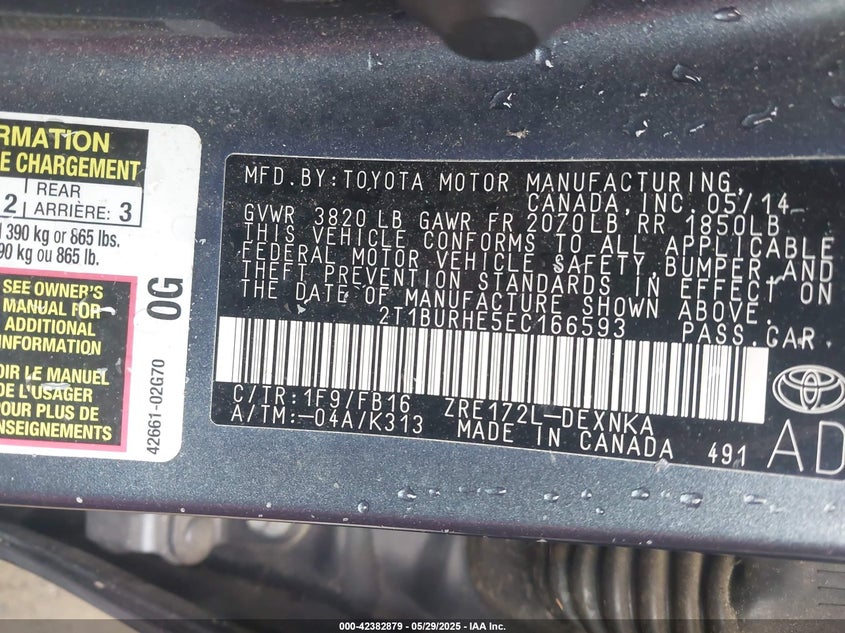 RMATION
E CHARGEMENT
2 REAR ARRIÈRE: 3
390 kg or 865 lbs.
90 kg ou 865 lb.
SEE OWNER'S
MANUAL FOR
ADDITIONAL
INFORMATION
OIR LE MANUEL
DE L'USAGER
POUR PLUS DE
ENSEIGNEMENTS
0G
42661-02G70
MFD.BY:TOYOTA MOTOR MANUFACTURING,
CANADA, INC. 05/14
GVWR 3820 LB GAWR FR 2070LB RR 1850LB
THIS VEHICLE CONFORMS TO ALL APPLICABLE
FEDERAL MOTOR VEHICLE SAFETY,BUMPER,AND
THEFT PREVENTION STANDARDS IN EFFECT ON
THE DATE OF MANUFACTURE SHOWN ABOVE.
2T1BURHE5EC166593 PASS.CAR.
C/TR:1F9/FB16 ZRE172L-DEXNKA
A/TM:-04A/K313 MADE IN CANADA 491
AD
000-42382879 - 05/29/2025 - IAA Inc.